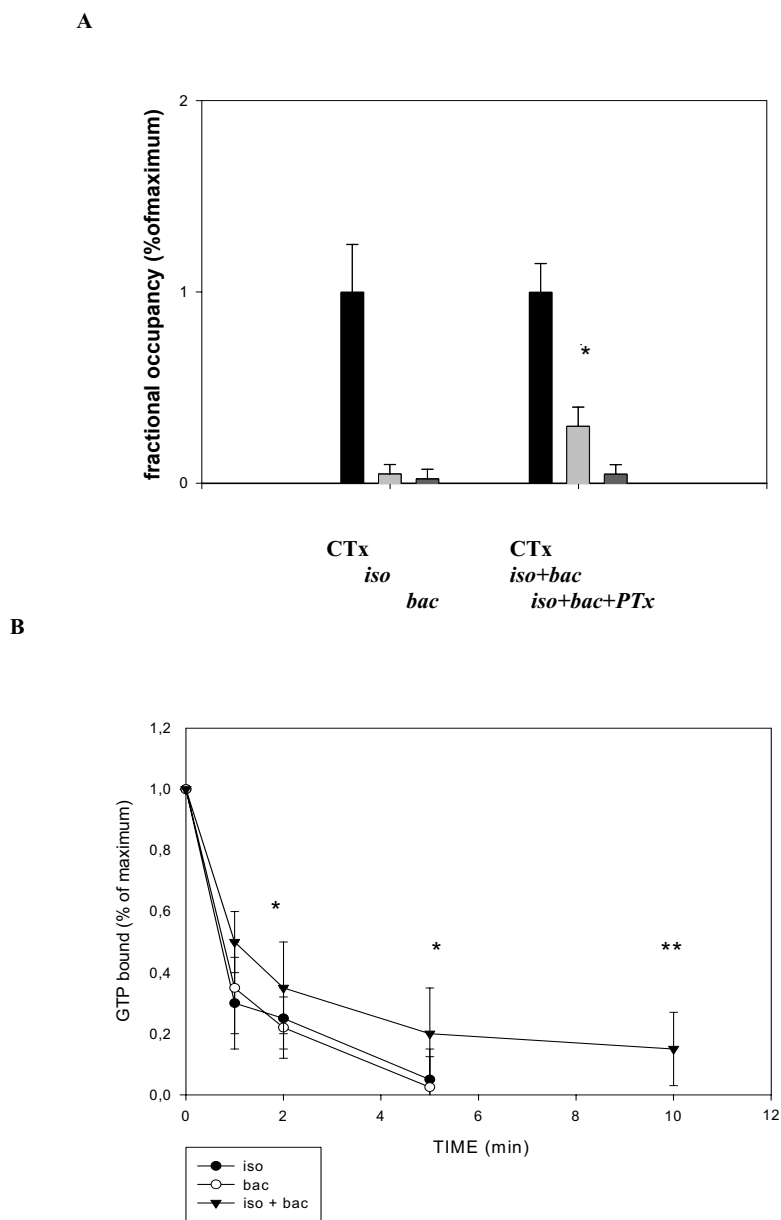 A
fractional occupancy (%ofmaximum)
2
1
0
*
CTx CTx
iso iso+bac
bac iso+bac+PTx
B
GTP bound (% of maximum)
1,2
1,0
0,8
0,6
0,4
0,2
0,0
* * **
0 2 4 6 8 10 12
TIME (min)
iso
bac
iso + bac